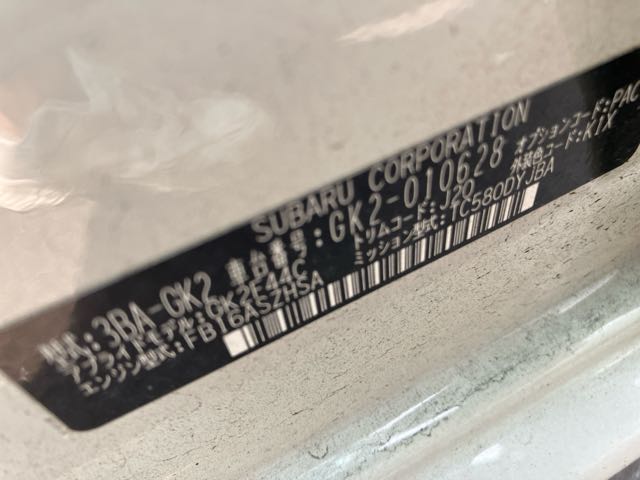 SUBARU CORPORATION
型式:3BA-GK2 車台番号:GK2-010628
アプライドモデル:GK2E44C トリムコード:J20 オプションコード:PAC
エンジン型式:FB16ASZHSA ミッション型式:TC580DYJBA 外装色コード:K1X